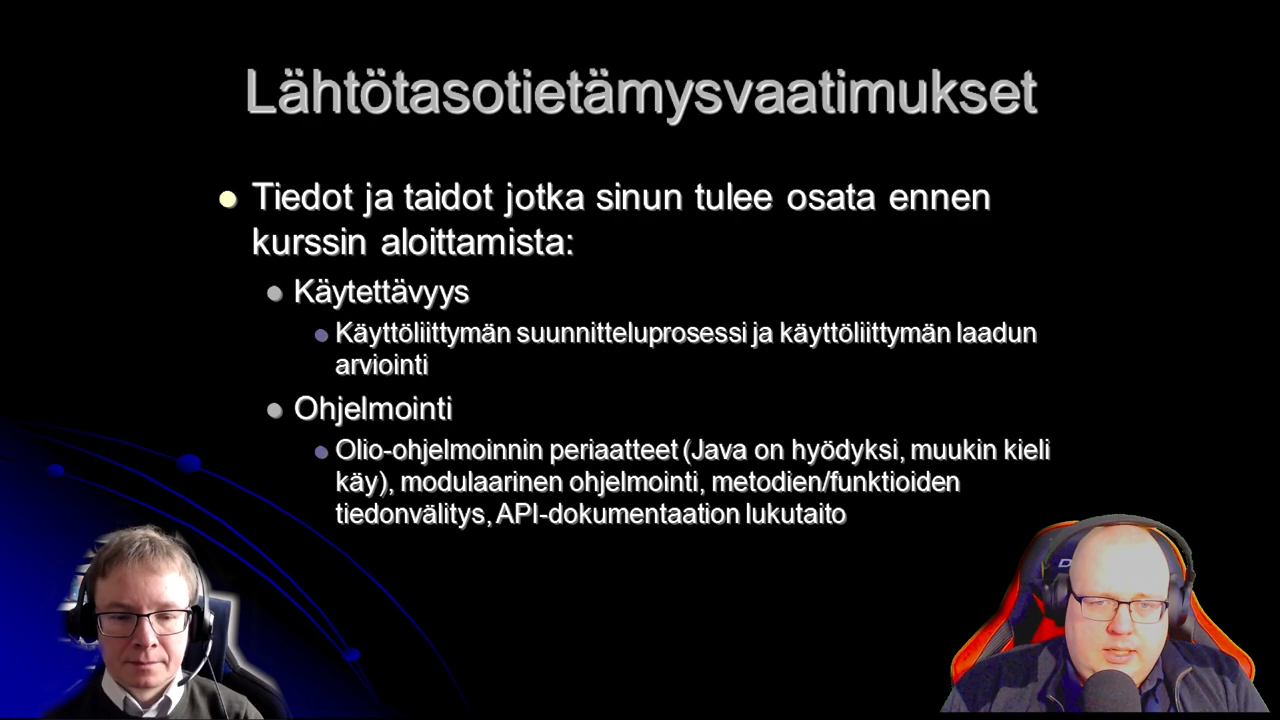 Lähtötasotietämysvaatimukset
Tiedot ja taidot jotka sinun tulee osata ennen
kurssin aloittamista:
Käytettävyys
Käyttöliittymän suunnitteluprosessi ja käyttöliittymän laadun
arviointi
Ohjelmointi
Olio-ohjelmoinnin periaatteet (Java on hyödyksi, muukin kieli
käy), modulaarinen ohjelmointi, metodien/funktioiden
tiedonvälitys, API-dokumentaation lukutaito